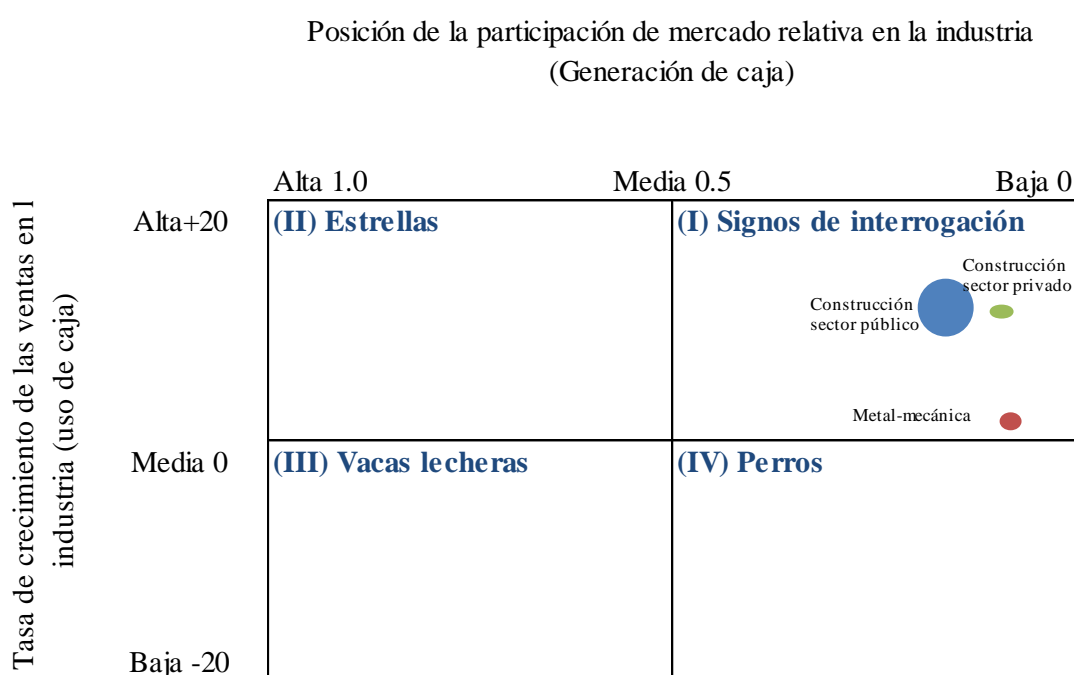 Posición de la participación de mercado relativa en la industria
(Generación de caja)
Alta 1.0
Media 0.5
Baja 0
Tasa de crecimiento de las ventas en l
industria (uso de caja)
Alta+20
(II) Estrellas
(I) Signos de interrogación
Construcción
sector privado
Construcción
sector público
Metal-mecánica
Media 0
(III) Vacas lecheras
(IV) Perros
Baja -20